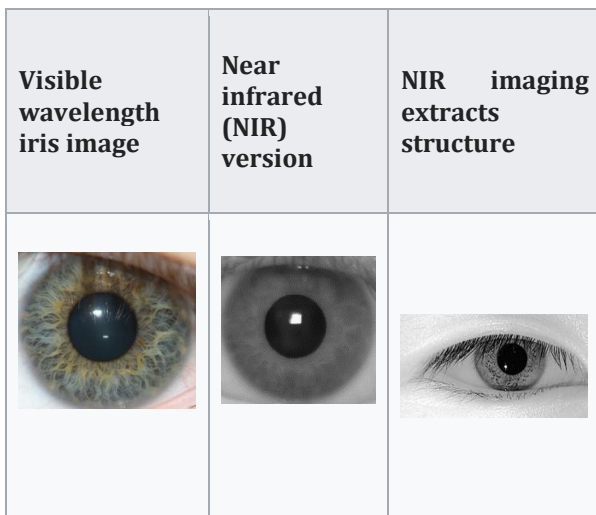 Visible
wavelength
iris image
Near
infrared
(NIR)
version
NIR imaging
extracts
structure